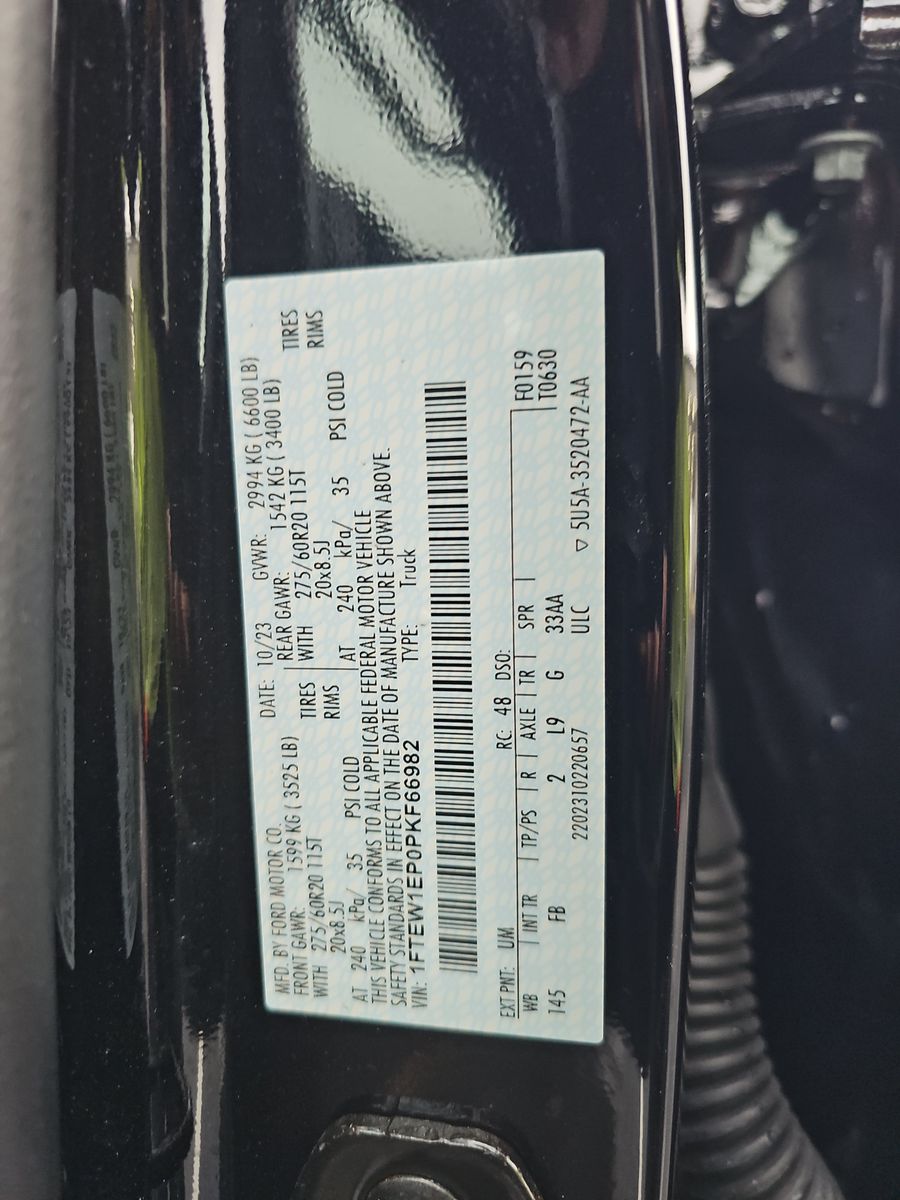 MFD. BY FORD MOTOR CO.
DATE: 10/23 GVWR: 2994 KG ( 6600 LB)
FRONT GAWR: 1599 KG ( 3525 LB) REAR GAWR: 1542 KG ( 3400 LB)
WITH 275/60R20 115T TIRES WITH 275/60R20 115T TIRES
20x8.5J RIMS 20x8.5J RIMS
AT 240 kPa/ 35 PSI COLD AT 240 kPa/ 35 PSI COLD
THIS VEHICLE CONFORMS TO ALL APPLICABLE FEDERAL MOTOR VEHICLE
SAFETY STANDARDS IN EFFECT ON THE DATE OF MANUFACTURE SHOWN ABOVE.
VIN: 1FTEW1EP0PKF66982 TYPE: Truck
EXT PNT: UM RC: 48 DSO: F0159
WB INT TR TP/PS R AXLE TR SPR T0630
145 FB 2 L9 G 33AA
2202310220657 ULC ▽ 5U5A-3520472-AA